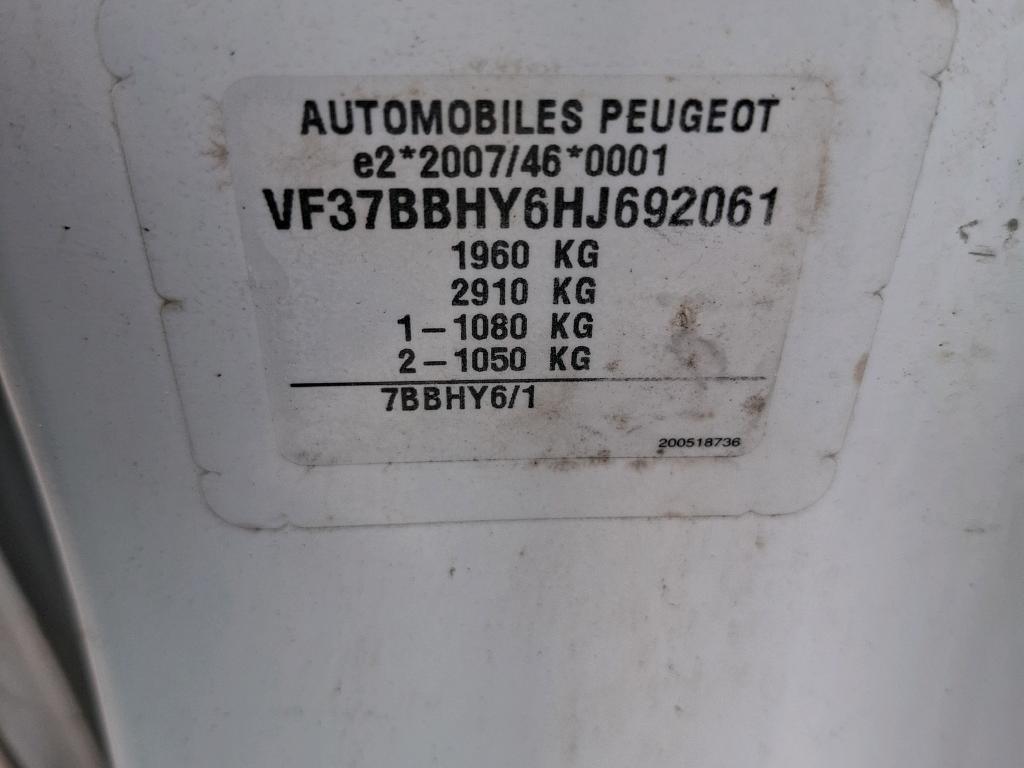 AUTOMOBILES PEUGEOT
e2*2007/46*0001
VF37BBHY6HJ692061
1960 KG
2910 KG
1-1080 KG
2-1050 KG
7BBHY6/1
200518736